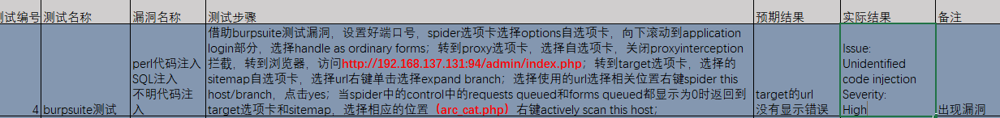 测试编号 测试名称 漏洞名称 测试步骤 预期结果 实际结果 备注
4
burpsuite测试
perl代码注入
SQL注入
不明代码注
入
借助burpsuite测试漏洞，设置好端口号，spider选项卡选择options自选项卡，向下滚动到application
login部分，选择handle as ordinary forms；转到proxy选项卡，选择自选项卡，关闭proxyinterception
拦截，转到浏览器，访问http://192.168.137.131:94/admin/index.php；转到target选项卡，选择的
sitemap自选项卡，选择url右键单击选择expand branch；选择使用的url选择相关位置右键spider this
host/branch，点击yes；当spider中的control中的requests queued和forms queued都显示为0时返回到
target选项卡和sitemap，选择相应的位置（arc_cat.php）右键actively scan this host；
target的url
没有显示错误
Issue:
Unidentified
code injection
Severity:
High
出现漏洞